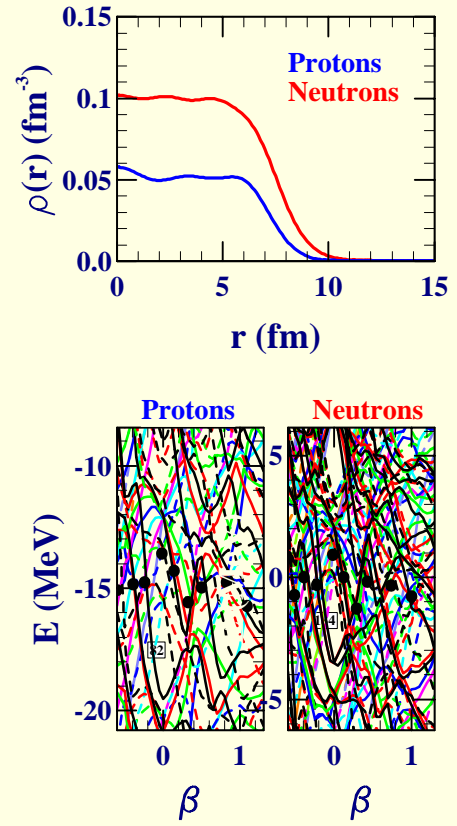 0.15
Protons
Neutrons
0.1
ρ(r) (fm-3)
0.05
0.0
0 5 10 15
r (fm)
Protons Neutrons
-10 5
E (MeV)
-15 0
82
-20
0 1 0 1
β β